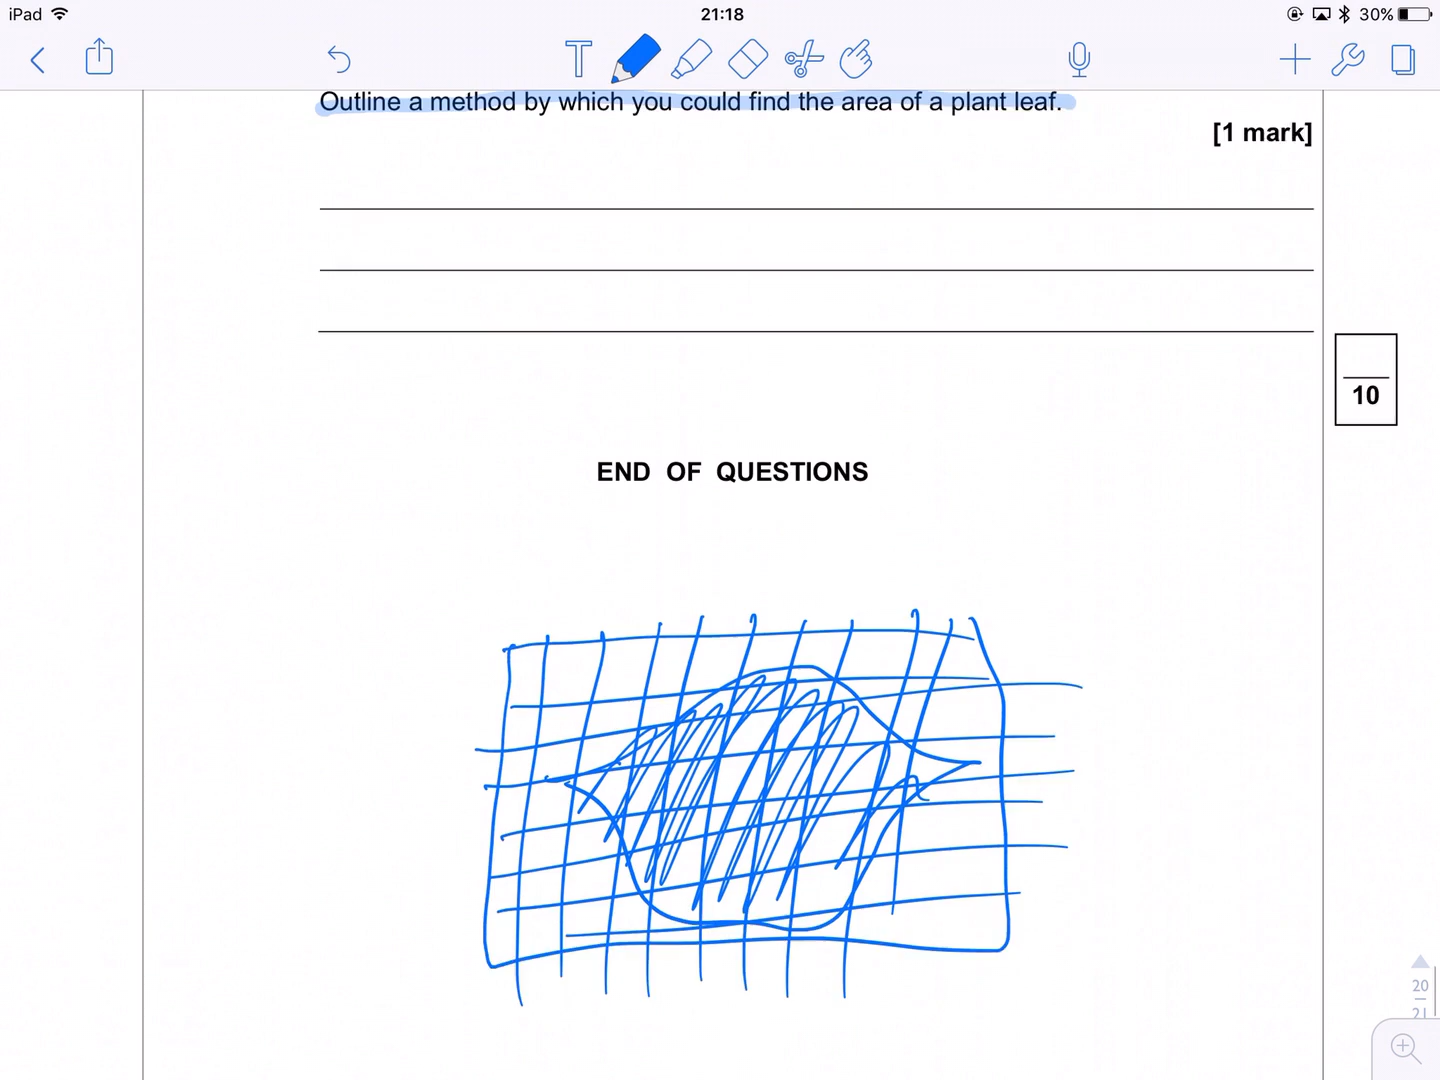 iPad 21:18 30%
T
Outline a method by which you could find the area of a plant leaf.
[1 mark]
10
END OF QUESTIONS
20
21